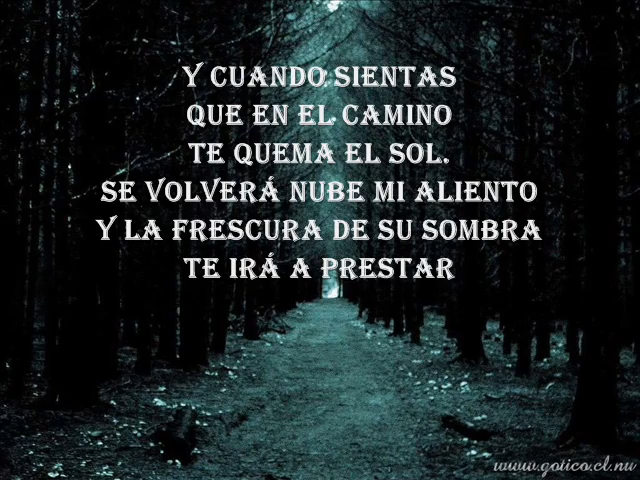 Y CUANDO SIENTAS
QUE EN EL CAMINO
TE QUEMA EL SOL.
SE VOLVERÁ NUBE MI ALIENTO
Y LA FRESCURA DE SU SOMBRA
TE IRÁ A PRESTAR
www.gotico.cl.nu